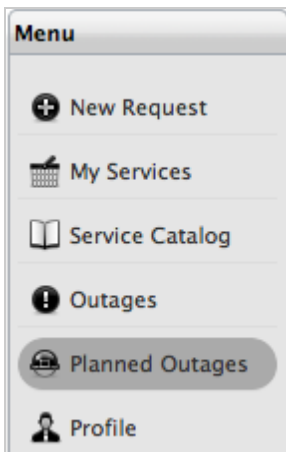 Menu
New Request
My Services
Service Catalog
Outages
Planned Outages
Profile